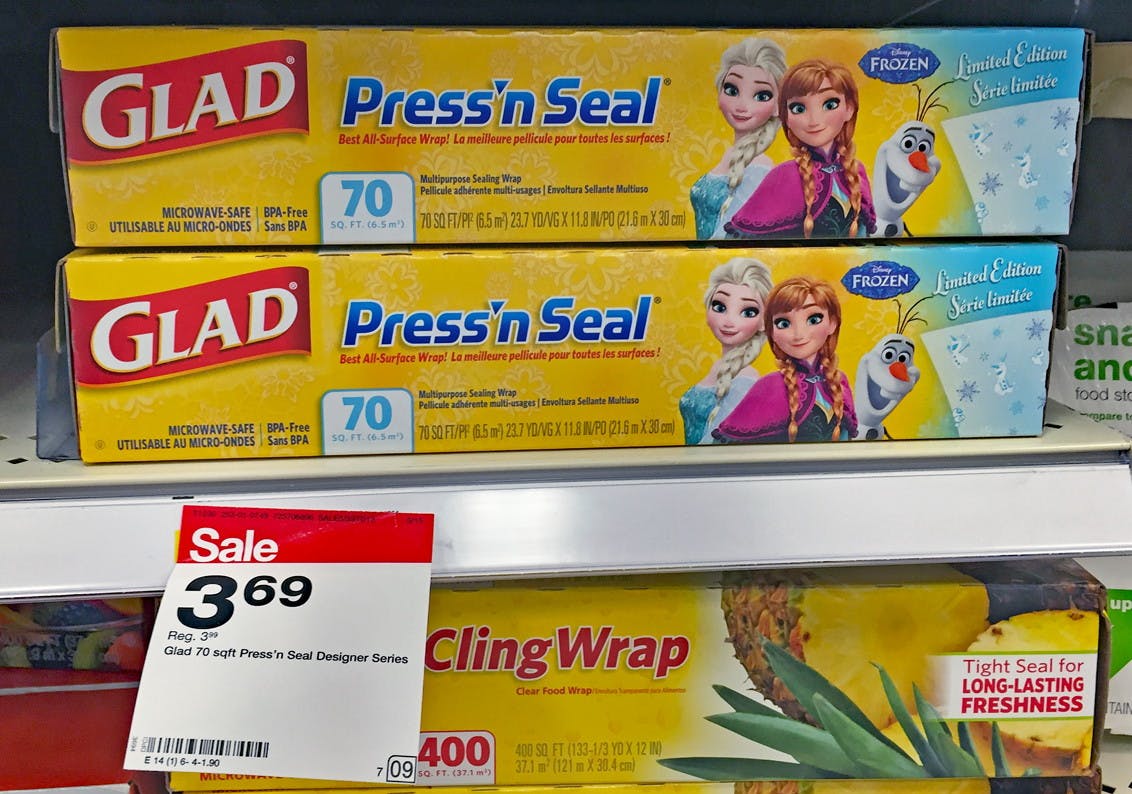 GLAD®
Press'n Seal®
Best All-Surface Wrap! La meilleure pellicule pour toutes les surfaces !
Disney
FROZEN
Limited Edition
Série limitée
70
SQ. FT. (6.5 m²)
Multipurpose Sealing Wrap
Pellicule adhérente multi-usages | Envoltura Sellante Multiuso
70 SQ FT/PI² (6.5 m²) 23.7 YD/VG X 11.8 IN/PO (21.6 m X 30 cm)
MICROWAVE-SAFE | BPA-Free
UTILISABLE AU MICRO-ONDES | Sans BPA
GLAD®
Press'n Seal®
Best All-Surface Wrap! La meilleure pellicule pour toutes les surfaces !
Disney
FROZEN
Limited Edition
Série limitée
70
SQ. FT. (6.5 m²)
Multipurpose Sealing Wrap
Pellicule adhérente multi-usages | Envoltura Sellante Multiuso
70 SQ FT/PI² (6.5 m²) 23.7 YD/VG X 11.8 IN/PO (21.6 m X 30 cm)
MICROWAVE-SAFE | BPA-Free
UTILISABLE AU MICRO-ONDES | Sans BPA
and
food
Sale
3 69
Reg. 3 99
Glad 70 sqft Press'n Seal Designer Series
E 14 (1) 6- 4-1.90
7 09
Cling Wrap
Clear Food Wrap
400
SQ. FT. (37.1 m²)
400 SQ FT (133-1/3 YD X 12 IN)
37.1 m² (121 m X 30.4 cm)
Tight Seal for
LONG-LASTING
FRESHNESS
up